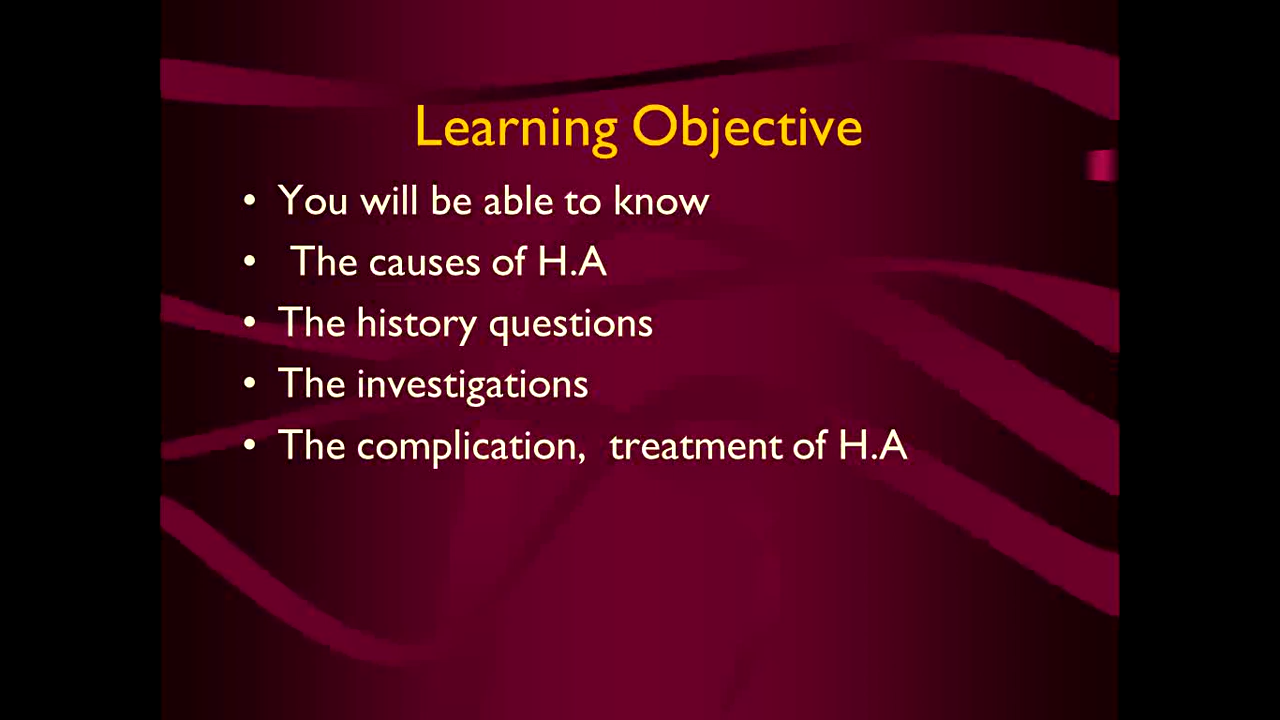 Learning Objective
• You will be able to know
• The causes of H.A
• The history questions
• The investigations
• The complication, treatment of H.A